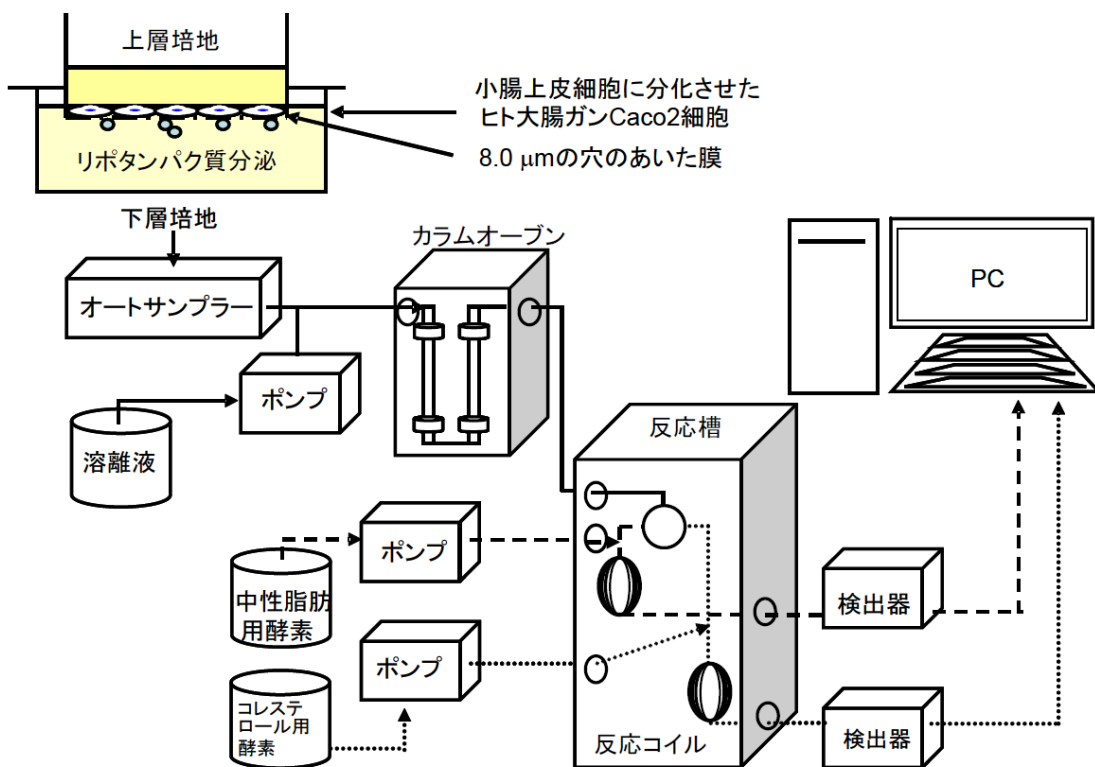 上層培地
小腸上皮細胞に分化させた
ヒト大腸ガンCaco2細胞
8.0 μmの穴のあいた膜
リポタンパク質分泌
下層培地
カラムオーブン
オートサンプラー
PC
ポンプ
溶離液
反応槽
ポンプ
中性脂肪
用酵素
検出器
ポンプ
コレステ
ロール用
酵素
反応コイル
検出器